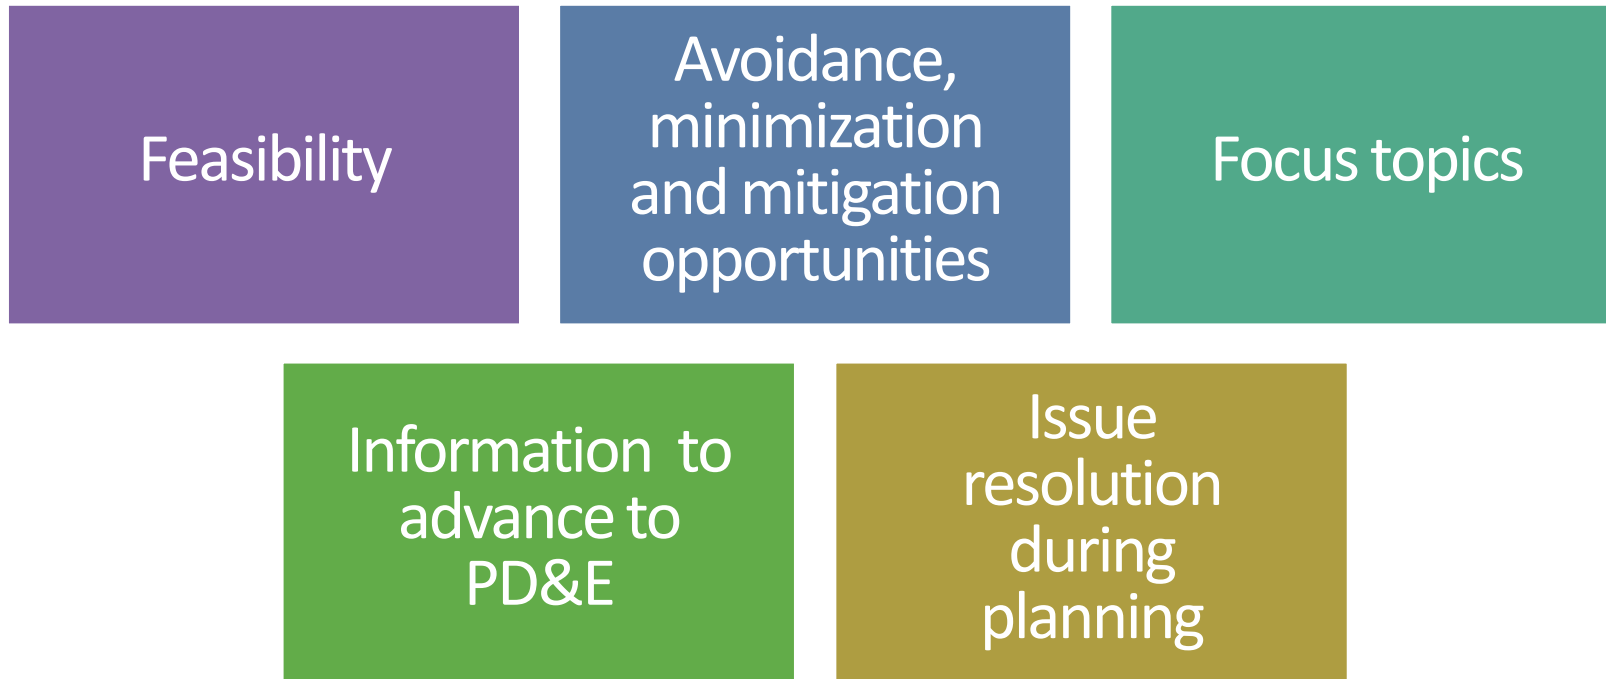 Feasibility
Avoidance,
minimization
and mitigation
opportunities
Focus topics
Information  to
advance to
PD&E
Issue
resolution
during
planning